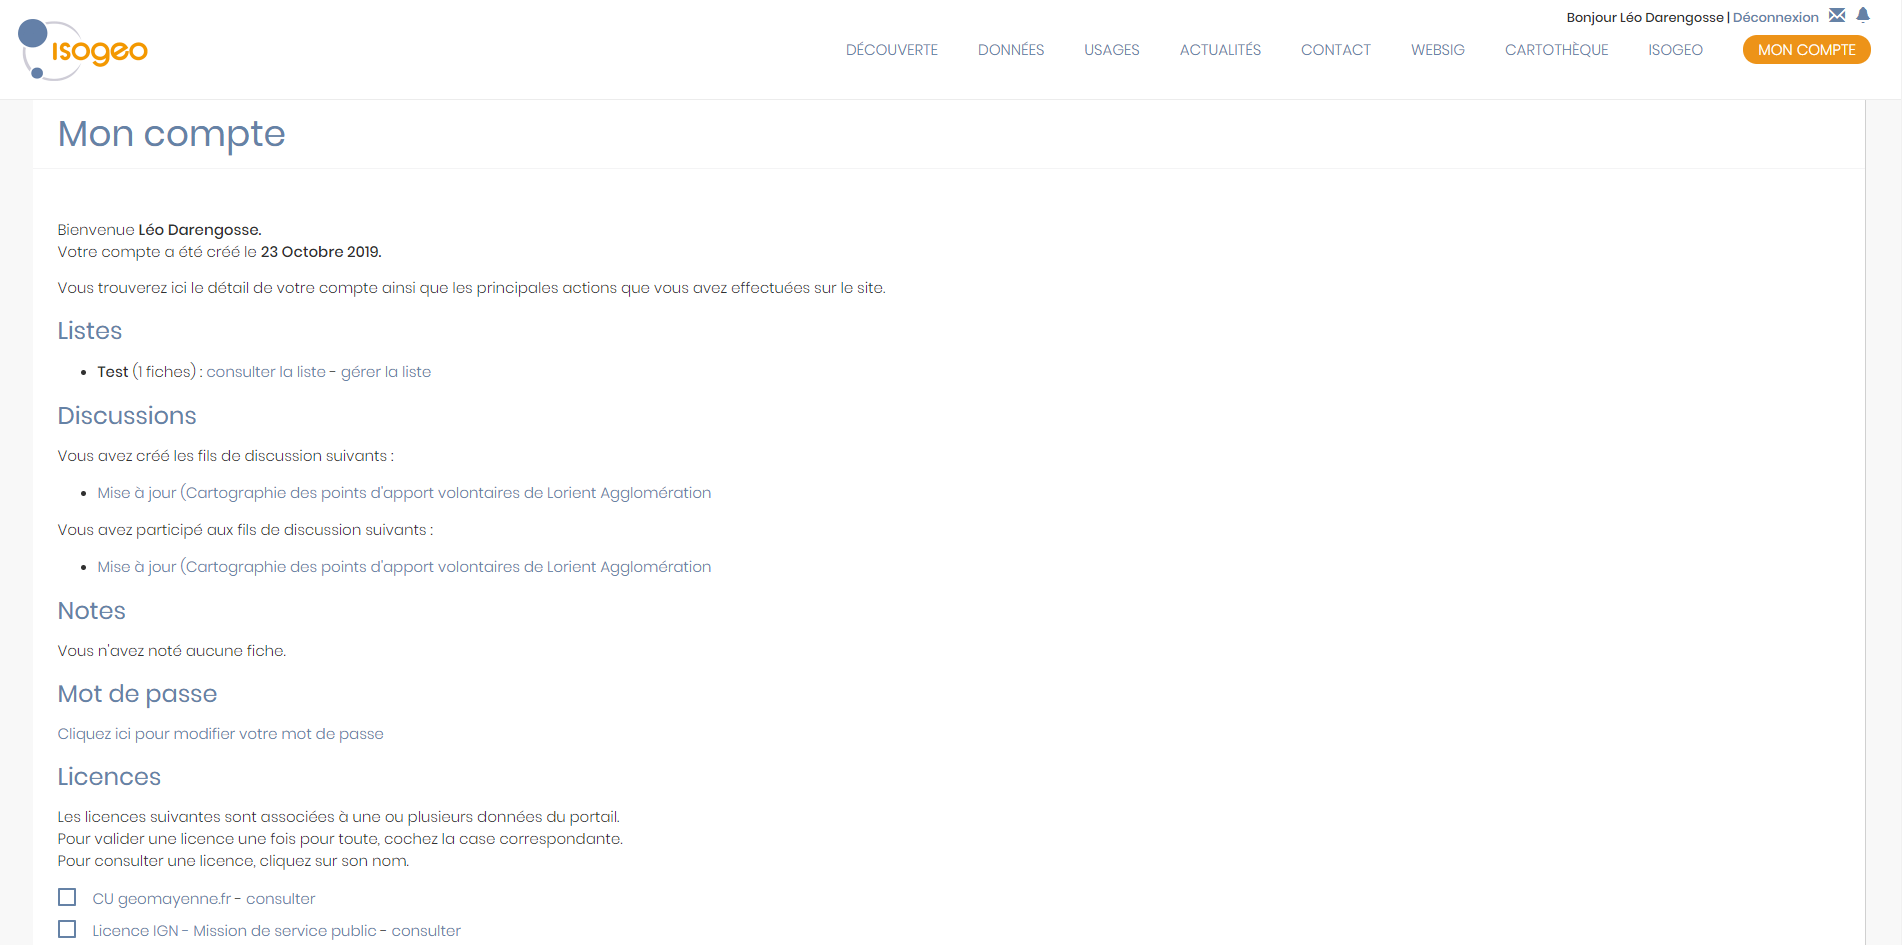 Bonjour Léo Darengosse | Déconnexion
isogeo
DÉCOUVERTE DONNÉES USAGES ACTUALITÉS CONTACT WEBSIG CARTOTHÈQUE ISOGEO MON COMPTE
Mon compte
Bienvenue Léo Darengosse.
Votre compte a été créé le 23 Octobre 2019.
Vous trouverez ici le détail de votre compte ainsi que les principales actions que vous avez effectuées sur le site.
Listes
• Test (1 fiches) : consulter la liste - gérer la liste
Discussions
Vous avez créé les fils de discussion suivants :
• Mise à jour (Cartographie des points d'apport volontaires de Lorient Agglomération
Vous avez participé aux fils de discussion suivants :
• Mise à jour (Cartographie des points d'apport volontaires de Lorient Agglomération
Notes
Vous n'avez noté aucune fiche.
Mot de passe
Cliquez ici pour modifier votre mot de passe
Licences
Les licences suivantes sont associées à une ou plusieurs données du portail.
Pour valider une licence une fois pour toute, cochez la case correspondante.
Pour consulter une licence, cliquez sur son nom.
CU geomayenne.fr - consulter
Licence IGN - Mission de service public - consulter